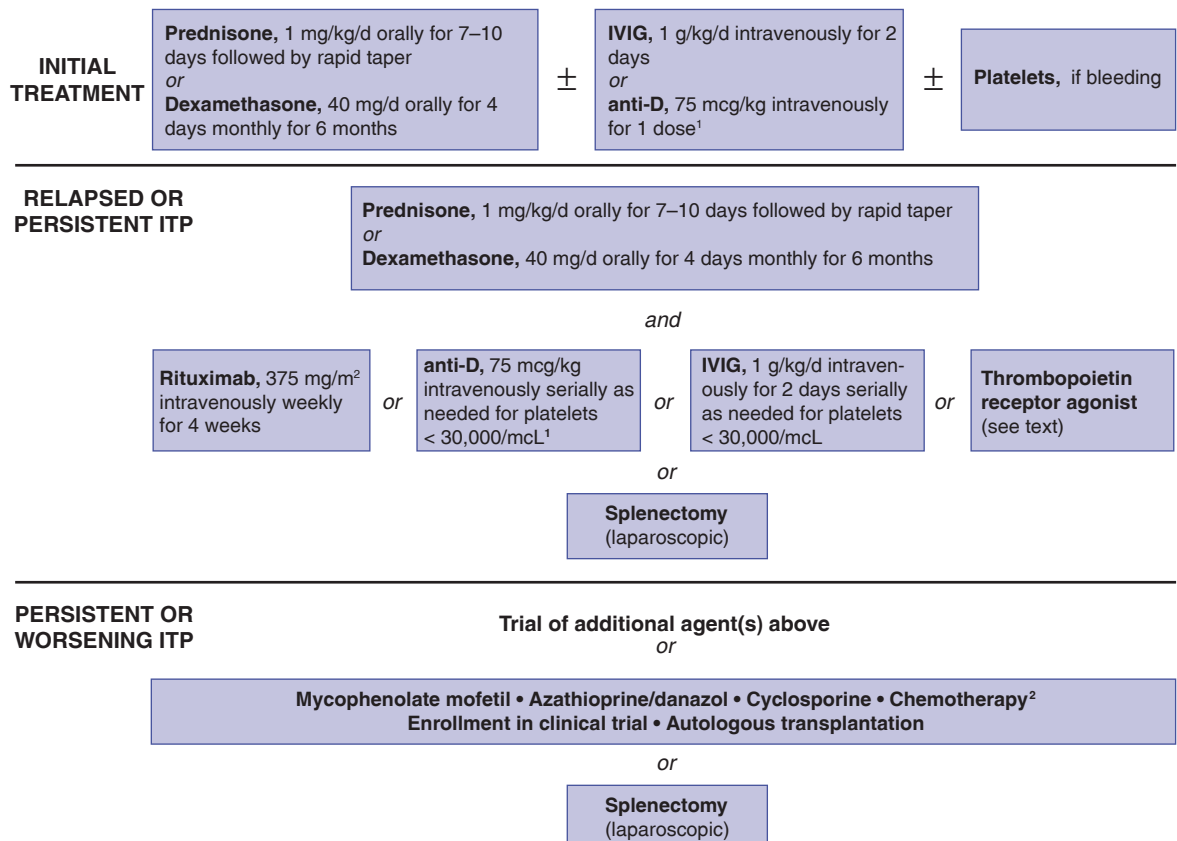 INITIAL
TREATMENT
Prednisone, 1 mg/kg/d orally for 7–10
days followed by rapid taper
or
Dexamethasone, 40 mg/d orally for 4
days monthly for 6 months
±
IVIG, 1 g/kg/d intravenously for 2
days
or
anti-D, 75 mcg/kg intravenously
for 1 dose¹
±
Platelets, if bleeding
RELAPSED OR
PERSISTENT ITP
Prednisone, 1 mg/kg/d orally for 7–10 days followed by rapid taper
or
Dexamethasone, 40 mg/d orally for 4 days monthly for 6 months
and
Rituximab, 375 mg/m²
intravenously weekly
for 4 weeks
or
anti-D, 75 mcg/kg
intravenously serially as
needed for platelets
< 30,000/mcL¹
or
IVIG, 1 g/kg/d intraven-
ously for 2 days serially
as needed for platelets
< 30,000/mcL
or
Thrombopoietin
receptor agonist
(see text)
or
Splenectomy
(laparoscopic)
PERSISTENT OR
WORSENING ITP
Trial of additional agent(s) above
or
Mycophenolate mofetil • Azathioprine/danazol • Cyclosporine • Chemotherapy²
Enrollment in clinical trial • Autologous transplantation
or
Splenectomy
(laparoscopic)